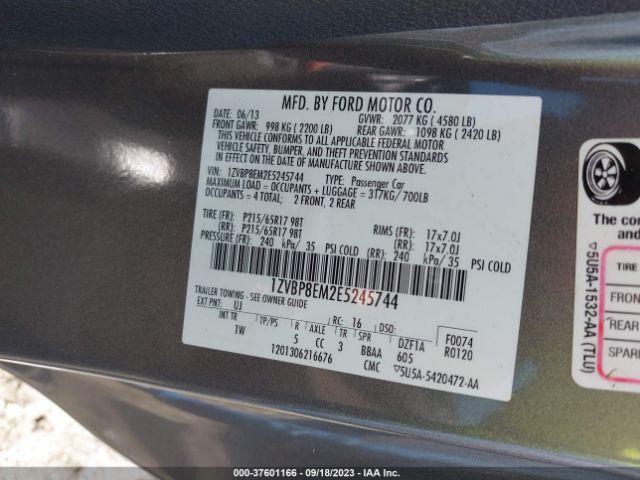 MFD. BY FORD MOTOR CO.
DATE: 06/13 GVWR: 2077 KG ( 4580 LB)
FRONT GAWR: 998 KG ( 2200 LB) REAR GAWR: 1098 KG ( 2420 LB)
THIS VEHICLE CONFORMS TO ALL APPLICABLE FEDERAL MOTOR
VEHICLE SAFETY, BUMPER, AND THEFT PREVENTION STANDARDS
IN EFFECT ON THE DATE OF MANUFACTURE SHOWN ABOVE.
VIN: 1ZVBP8EM2E5245744 TYPE: Passenger Car
MAXIMUM LOAD = OCCUPANTS + LUGGAGE = 317KG/ 700LB
OCCUPANTS = 4 TOTAL 2 FRONT, 2 REAR
TIRE (FR): P215/65R17 98T RIMS (FR): 17x7.0J
(RR): P215/65R17 98T (RR): 17x7.0J
PRESSURE (FR): 240 kPa/ 35 PSI COLD (RR): 240 kPa/ 35 PSI COLD
1ZVBP8EM2E5245744
TRAILER TOWING - SEE OWNER GUIDE
EXT PNT: UJ RC: 16 DSO: F0074
INT TR TP/PS R AXLE TR SPR R0120
1W 5 CC 3 BBAA DZF1A 605
1201306216676 CMC ▽5U5A-5420472-AA
The co
and
TIRE
FRON
REAR
SPAR
▽5U5A-1532-AA (TLU)
000-37601166 - 09/18/2023 - IAA Inc.